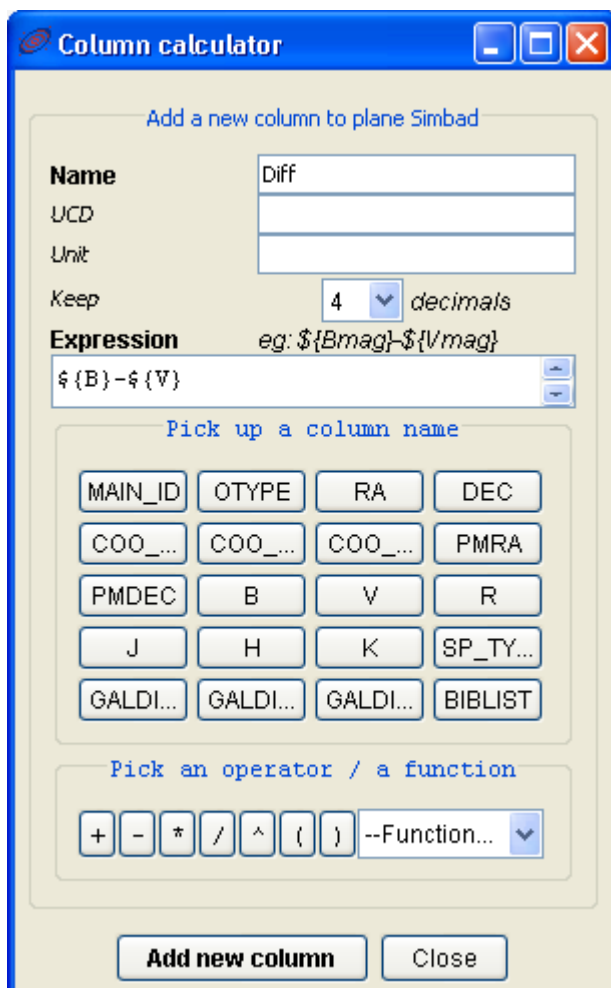 Column calculator
Add a new column to plane Simbad
Name Diff
UCD
Unit
Keep 4 decimals
Expression eg: ${Bmag}-${Vmag}
${B}-${V}
Pick up a column name
MAIN_ID OTYPE RA DEC
COO_... COO_... COO_... PMRA
PMDEC B V R
J H K SP_TY...
GALDI... GALDI... GALDI... BIBLIST
Pick an operator / a function
+ - * / ^ ( ) --Function...
Add new column Close